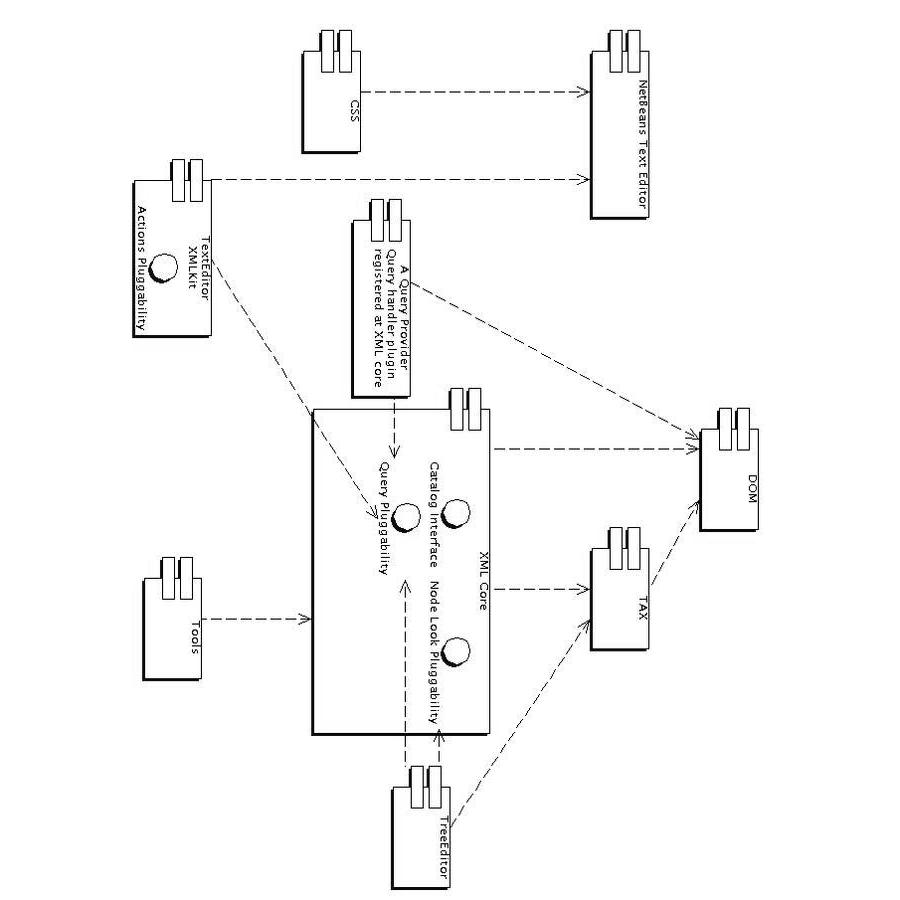 CSS
NetBeans Text Editor
TextEditor
XMLKit
Actions Pluggability
A Query Provider
Query handler plugin
registered at XML core
DOM
XML Core
Catalog Interface
Query Pluggability
Node Look Pluggability
TAX
Tools
TreeEditor